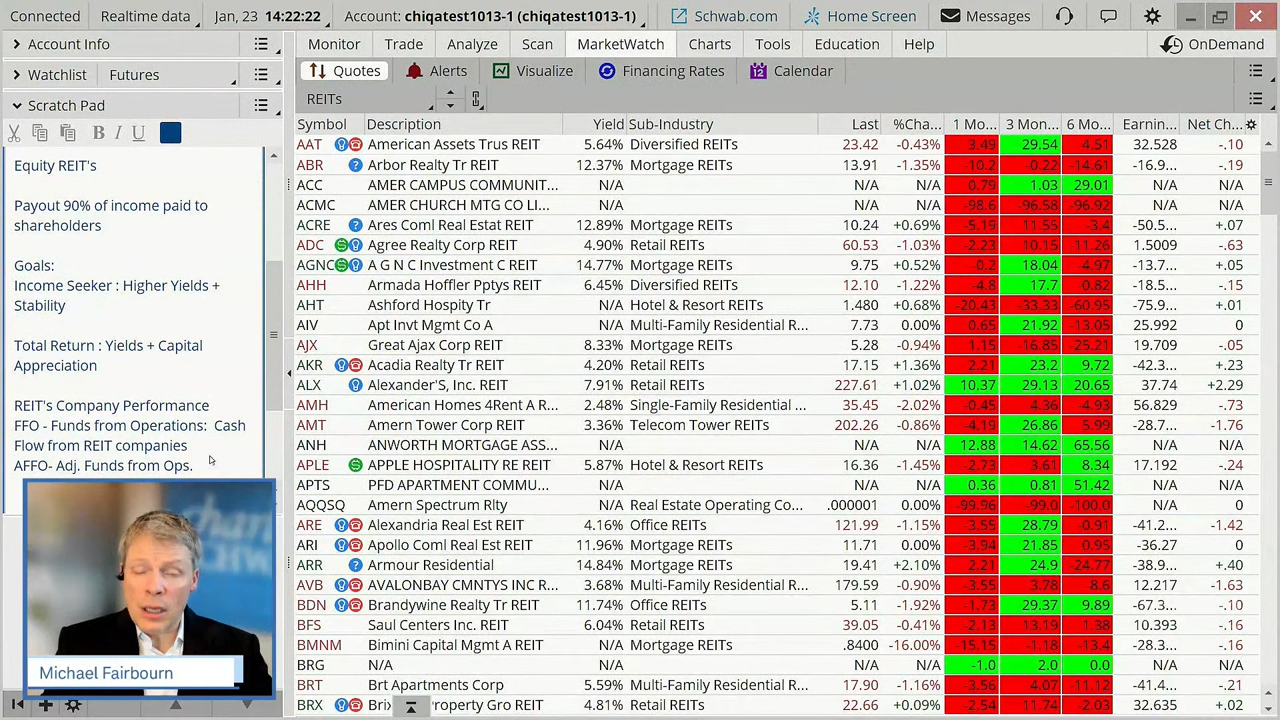 Connected Realtime data Jan, 23 14:22:22 Account: chiqatest1013-1 (chiqatest1013-1) Schwab.com Home Screen Messages
Account Info
Monitor Trade Analyze Scan MarketWatch Charts Tools Education Help OnDemand
Watchlist Futures
Quotes Alerts Visualize Financing Rates Calendar
Scratch Pad
REITs
B I U
Equity REIT's
Payout 90% of income paid to
shareholders
Goals:
Income Seeker : Higher Yields +
Stability
Total Return : Yields + Capital
Appreciation
REIT's Company Performance
FFO - Funds from Operations: Cash
Flow from REIT companies
AFFO- Adj. Funds from Ops.
Michael Fairbourn
Symbol Description Yield Sub-Industry Last %Cha... 1 Mo... 3 Mon... 6 Mo... Earnin... Net Ch...
AAT American Assets Trus REIT 5.64% Diversified REITs 23.42 -0.43% 3.49 29.54 4.51 32.528 -.10
ABR Arbor Realty Tr REIT 12.37% Mortgage REITs 13.91 -1.35% -10.2 -0.22 -14.61 -16.9... -.19
ACC AMER CAMPUS COMMUNIT... N/A N/A N/A 0.79 1.03 29.01 N/A N/A
ACMC AMER CHURCH MTG CO LI... N/A N/A N/A -98.6 -96.58 -96.92 N/A N/A
ACRE Ares Coml Real Estat REIT 12.89% Mortgage REITs 10.24 +0.69% -5.19 11.55 -3.4 -50.5... +.07
ADC Agree Realty Corp REIT 4.90% Retail REITs 60.53 -1.03% -2.23 10.15 -11.26 1.5009 -.63
AGNC A G N C Investment C REIT 14.77% Mortgage REITs 9.75 +0.52% -0.2 18.04 -4.97 -13.7... +.05
AHH Armada Hoffler Pptys REIT 6.45% Diversified REITs 12.10 -1.22% -4.8 17.7 -0.82 -18.5... -.15
AHT Ashford Hospity Tr N/A Hotel & Resort REITs 1.480 +0.68% -20.43 -33.33 -60.95 -75.9... +.01
AIV Apt Invt Mgmt Co A N/A Multi-Family Residential R... 7.73 0.00% 0.65 21.92 -13.05 25.992 0
AJX Great Ajax Corp REIT 8.33% Mortgage REITs 5.28 -0.94% 1.15 -16.85 -25.21 19.709 -.05
AKR Acadia Realty Tr REIT 4.20% Retail REITs 17.15 +1.36% 2.21 23.2 9.72 -42.3... +.23
ALX Alexander'S, Inc. REIT 7.91% Retail REITs 227.61 +1.02% 10.37 29.13 20.65 37.74 +2.29
AMH American Homes 4Rent A R... 2.48% Single-Family Residential ... 35.45 -2.02% -0.45 4.36 -4.93 56.829 -.73
AMT Amern Tower Corp REIT 3.36% Telecom Tower REITs 202.26 -0.86% -4.19 26.86 5.99 -28.7... -1.76
ANH ANWORTH MORTGAGE ASS... N/A N/A N/A 12.88 14.62 65.56 N/A N/A
APLE APPLE HOSPITALITY RE REIT 5.87% Hotel & Resort REITs 16.36 -1.45% -2.73 3.61 8.34 17.192 -.24
APTS PFD APARTMENT COMMU... N/A N/A N/A 0.36 0.81 51.42 N/A N/A
Amern Spectrum Rlty N/A Real Estate Operating Co... .000001 0.00% -99.96 -99.0 -100.0 N/A 0
ARE Alexandria Real Est REIT 4.16% Office REITs 121.99 -1.15% -3.55 28.79 -0.91 -41.2... -1.42
ARI Apollo Coml Real Est REIT 11.96% Mortgage REITs 11.71 0.00% -3.94 21.85 0.95 -36.27 0
ARR Armour Residential 14.84% Mortgage REITs 19.41 +2.10% 2.21 24.9 -24.77 -38.9... +.40
AVB AVALONBAY CMNTYS INC R... 3.68% Multi-Family Residential R... 179.59 -0.90% -3.55 3.78 -8.6 12.217 -1.63
BDN Brandywine Realty Tr REIT 11.74% Office REITs 5.11 -1.92% -1.73 29.37 9.89 -67.3... -.10
BFS Saul Centers Inc. REIT 6.04% Retail REITs 39.05 -0.41% -2.13 13.19 1.38 10.393 -.16
BMNM Bimini Capital Mgmt A REIT N/A Mortgage REITs .8400 -16.00% -15.15 -1.18 -13.4 -28.3... -.16
BRG N/A N/A N/A N/A -1.0 2.0 0.0 N/A N/A
BRT Brt Apartments Corp 5.59% Multi-Family Residential R... 17.90 -1.16% -3.56 4.07 -11.12 -41.4... -.21
BRX Property Gro REIT 4.81% Retail REITs 22.66 +0.09% -2.54 11.74 -2.03 32.635 +.02